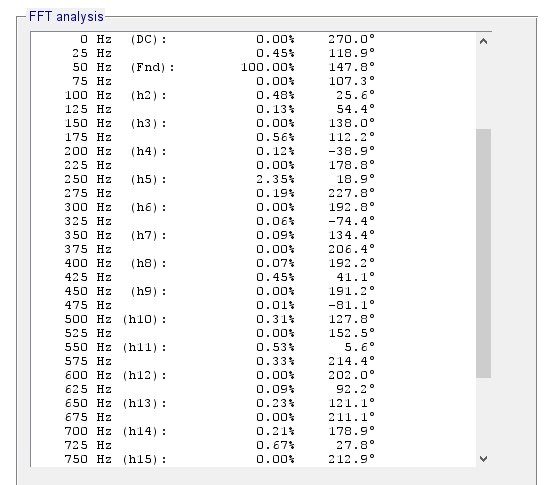 FFT analysis
0 Hz (DC): 0.00% 270.0°
25 Hz 0.45% 118.9°
50 Hz (Fnd): 100.00% 147.8°
75 Hz 0.00% 107.3°
100 Hz (h2): 0.48% 25.6°
125 Hz 0.13% 54.4°
150 Hz (h3): 0.00% 138.0°
175 Hz 0.56% 112.2°
200 Hz (h4): 0.12% -38.9°
225 Hz 0.00% 178.8°
250 Hz (h5): 2.35% 18.9°
275 Hz 0.19% 227.8°
300 Hz (h6): 0.00% 192.8°
325 Hz 0.06% -74.4°
350 Hz (h7): 0.09% 134.4°
375 Hz 0.00% 206.4°
400 Hz (h8): 0.07% 192.2°
425 Hz 0.45% 41.1°
450 Hz (h9): 0.00% 191.2°
475 Hz 0.01% -81.1°
500 Hz (h10): 0.31% 127.8°
525 Hz 0.00% 152.5°
550 Hz (h11): 0.53% 5.6°
575 Hz 0.33% 214.4°
600 Hz (h12): 0.00% 202.0°
625 Hz 0.09% 92.2°
650 Hz (h13): 0.23% 121.1°
675 Hz 0.00% 211.1°
700 Hz (h14): 0.21% 178.9°
725 Hz 0.67% 27.8°
750 Hz (h15): 0.00% 212.9°